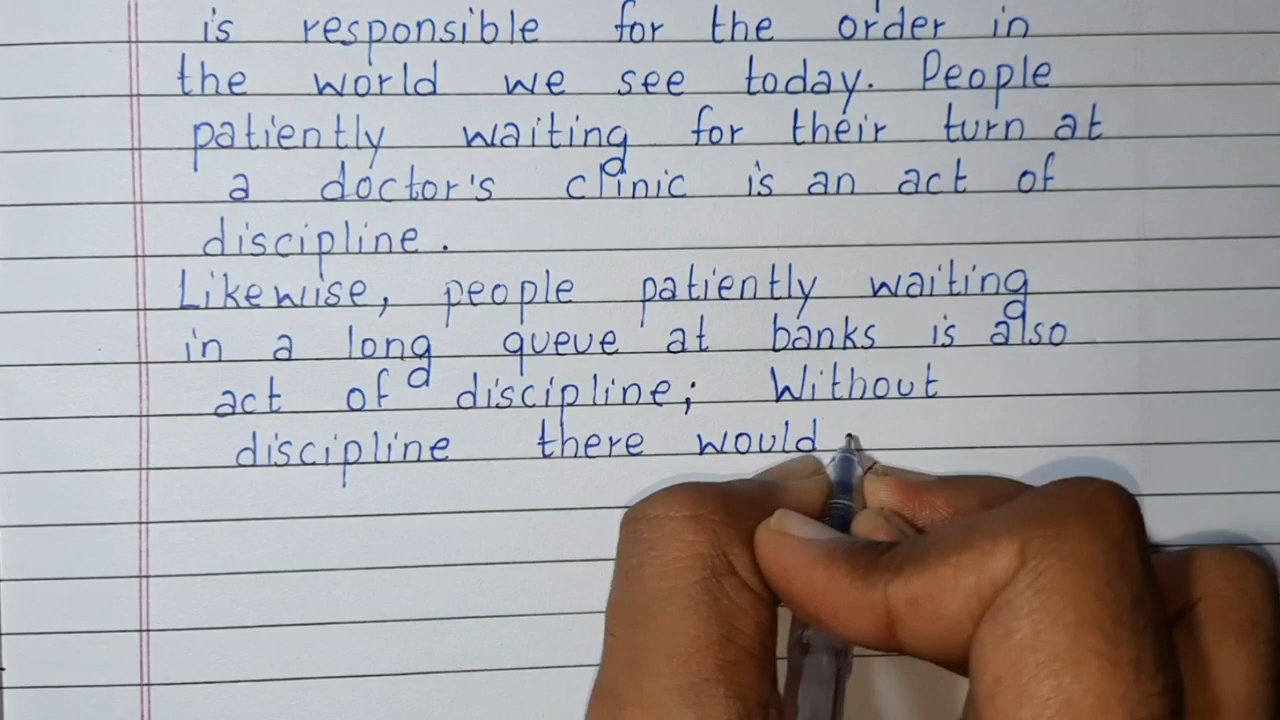 is responsible for the order in
the world we see today. People
patiently waiting for their turn at
a doctor's clinic is an act of
discipline.
Likewise, people patiently waiting
in a long queue at banks is also
act of discipline; Without
discipline there would